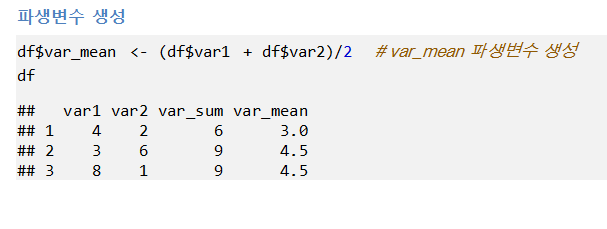 파생변수 생성
df$var_mean <- (df$var1 + df$var2)/2 # var_mean 파생변수 생성
df
##   var1 var2 var_sum var_mean
## 1    4    2       6      3.0
## 2    3    6       9      4.5
## 3    8    1       9      4.5